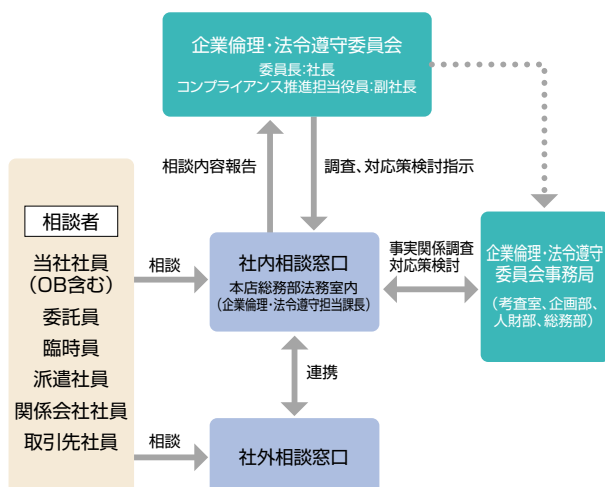 企業倫理・法令遵守委員会
委員長:社長
コンプライアンス推進担当役員:副社長
相談内容報告
調査、対応策検討指示
相談者
当社社員
(OB含む)
委託員
臨時員
派遣社員
関係会社社員
取引先社員
相談
社内相談窓口
本店総務部法務室内
(企業倫理・法令遵守担当課長)
事実関係調査
対応策検討
企業倫理・法令遵守
委員会事務局
(考査室、企画部、
人財部、総務部)
連携
相談
社外相談窓口